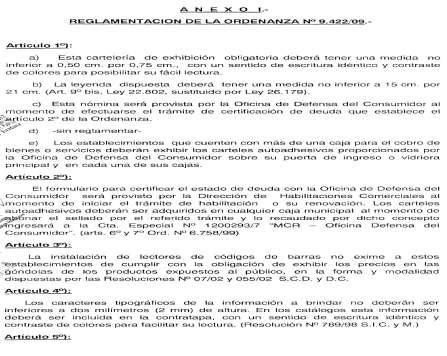 A N E X O I.-
REGLAMENTACION DE LA ORDENANZA Nº 9.422/09.-
Artículo 1º):
a) Esta cartelería de exhibición obligatoria deberá tener una medida no
inferior a 0,50 cm. por 0,75 cm., con un sentido de escritura idéntico y contraste
de colores para posibilitar su fácil lectura.
b) La leyenda dispuesta deberá tener una medida no inferior a 15 cm. por
21 cm. (Art. 9º bis, Ley 22.802, sustituido por Ley 26.179).
c) Esta nómina será provista por la Oficina de Defensa del Consumidor al
momento de efectuarse el trámite de certificación de deuda que establece el
artículo 2º de la Ordenanza.
d) -sin reglamentar-
e) Los establecimientos que cuenten con más de una caja para el cobro de
bienes o servicios deberán exhibir los carteles autoadhesivos proporcionados por
la Oficina de Defensa del Consumidor sobre su puerta de ingreso o vidriera
principal y en cada una de sus cajas.
Artículo 2º):
El formulario para certificar el estado de deuda con la Oficina de Defensa del
Consumidor será provisto por la Dirección de Habilitaciones Comerciales al
momento de iniciar el trámite de habilitación o su renovación. Los carteles
autoadhesivos deberán ser adquiridos en cualquier caja municipal al momento de
abonar el sellado por el referido trámite y lo recaudado por dicho concepto
ingresará a la Cta. Especial Nº 1200293/7 "MCR – Oficina Defensa del
Consumidor". (arts. 6º y 7º Ord. Nº 6.758/99)
Artículo 3º):
La instalación de lectores de códigos de barras no exime a estos
establecimientos de cumplir con la obligación de exhibir los precios en las
góndolas de los productos expuestos al público, en la forma y modalidad
dispuestas por las Resoluciones Nº 07/02 y 055/02 S.C.D. y D.C.
Artículo 4º):
Los caracteres tipográficos de la información a brindar no deberán ser
inferiores a dos milímetros (2 mm) de altura. En los catálogos esta información
deberá ser incluida en la contratapa, con un sentido de escritura idéntico y
contraste de colores para facilitar su lectura. (Resolución Nº 789/98 S.I.C. y M.)
Artículo 5º):